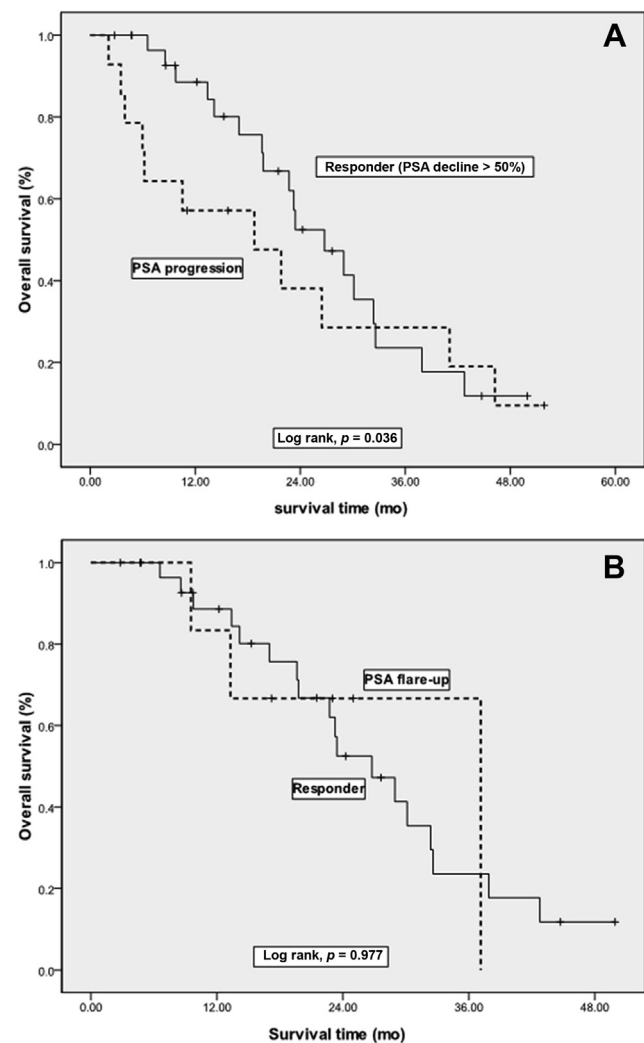 A
1.0
0.8
0.6
0.4
0.2
0.0
Overall survival (%)
Responder (PSA decline > 50%)
PSA progression
Log rank, p = 0.036
0.00 12.00 24.00 36.00 48.00 60.00
survival time (mo)
B
1.0
0.8
0.6
0.4
0.2
0.0
Overall survival (%)
PSA flare-up
Responder
Log rank, p = 0.977
0.00 12.00 24.00 36.00 48.00
Survival time (mo)